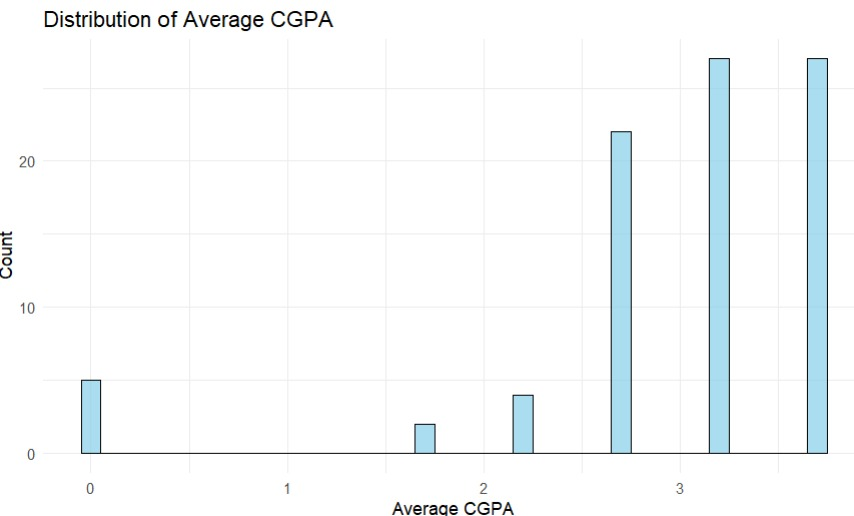 Distribution of Average CGPA
Count
20
10
0
0 1 2 3
Average CGPA